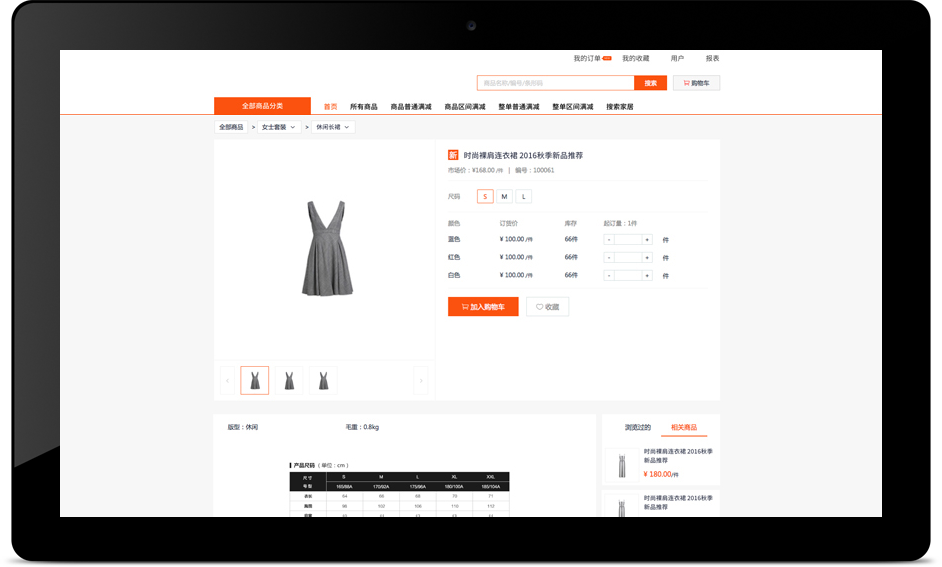 我的订单 我的收藏 用户 报表
商品名称/编号/条形码 搜索 购物车
全部商品分类 首页 所有商品 商品普通满减 商品区间满减 整单普通满减 整单区间满减 搜索家居
全部商品 > 女士套装 > 休闲长裙
新 时尚裸肩连衣裙 2016秋季新品推荐
市场价：¥168.00 /件 | 编号：100061
尺码 S M L
颜色 订货价 库存 起订量：1件
蓝色 ¥ 100.00 /件 66件 - + 件
红色 ¥ 100.00 /件 66件 - + 件
白色 ¥ 100.00 /件 66件 - + 件
加入购物车 收藏
版型：休闲 毛重：0.8kg
浏览过的 相关商品
时尚裸肩连衣裙 2016秋季
新品推荐
¥ 180.00/件
时尚裸肩连衣裙 2016秋季
新品推荐
产品尺码（单位：cm）
尺寸 S M L XL XXL
号型 165/88A 170/92A 175/96A 180/100A 185/104A
衣长 64 66 68 70 71
胸围 98 102 106 110 112